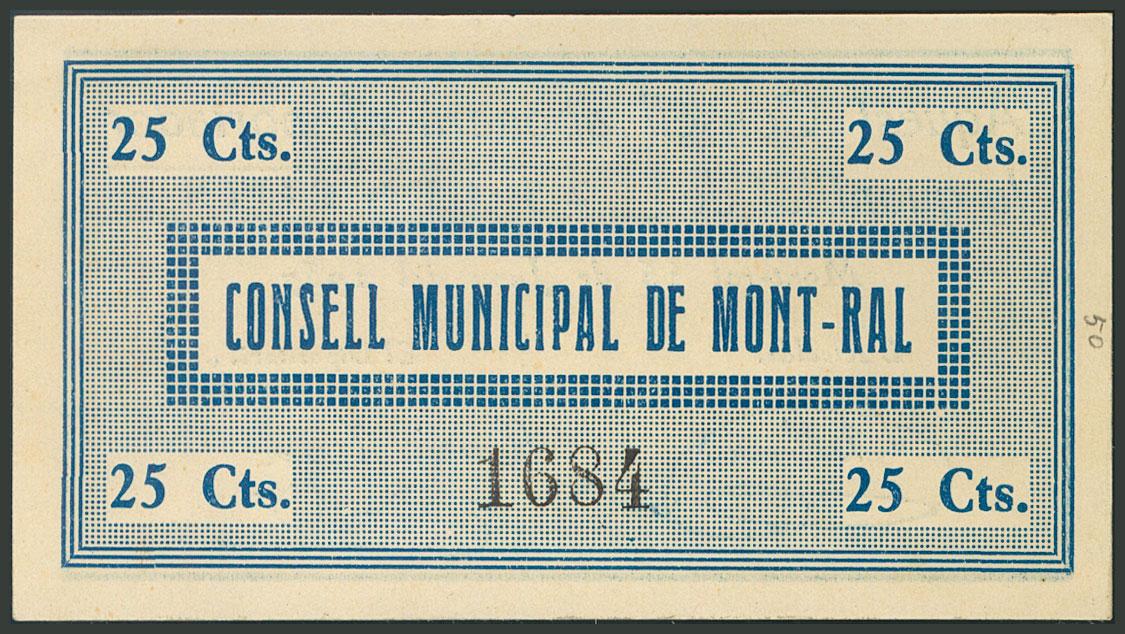 25 Cts. 25 Cts.
CONSELL MUNICIPAL DE MONT-RAL
50
1684
25 Cts. 25 Cts.